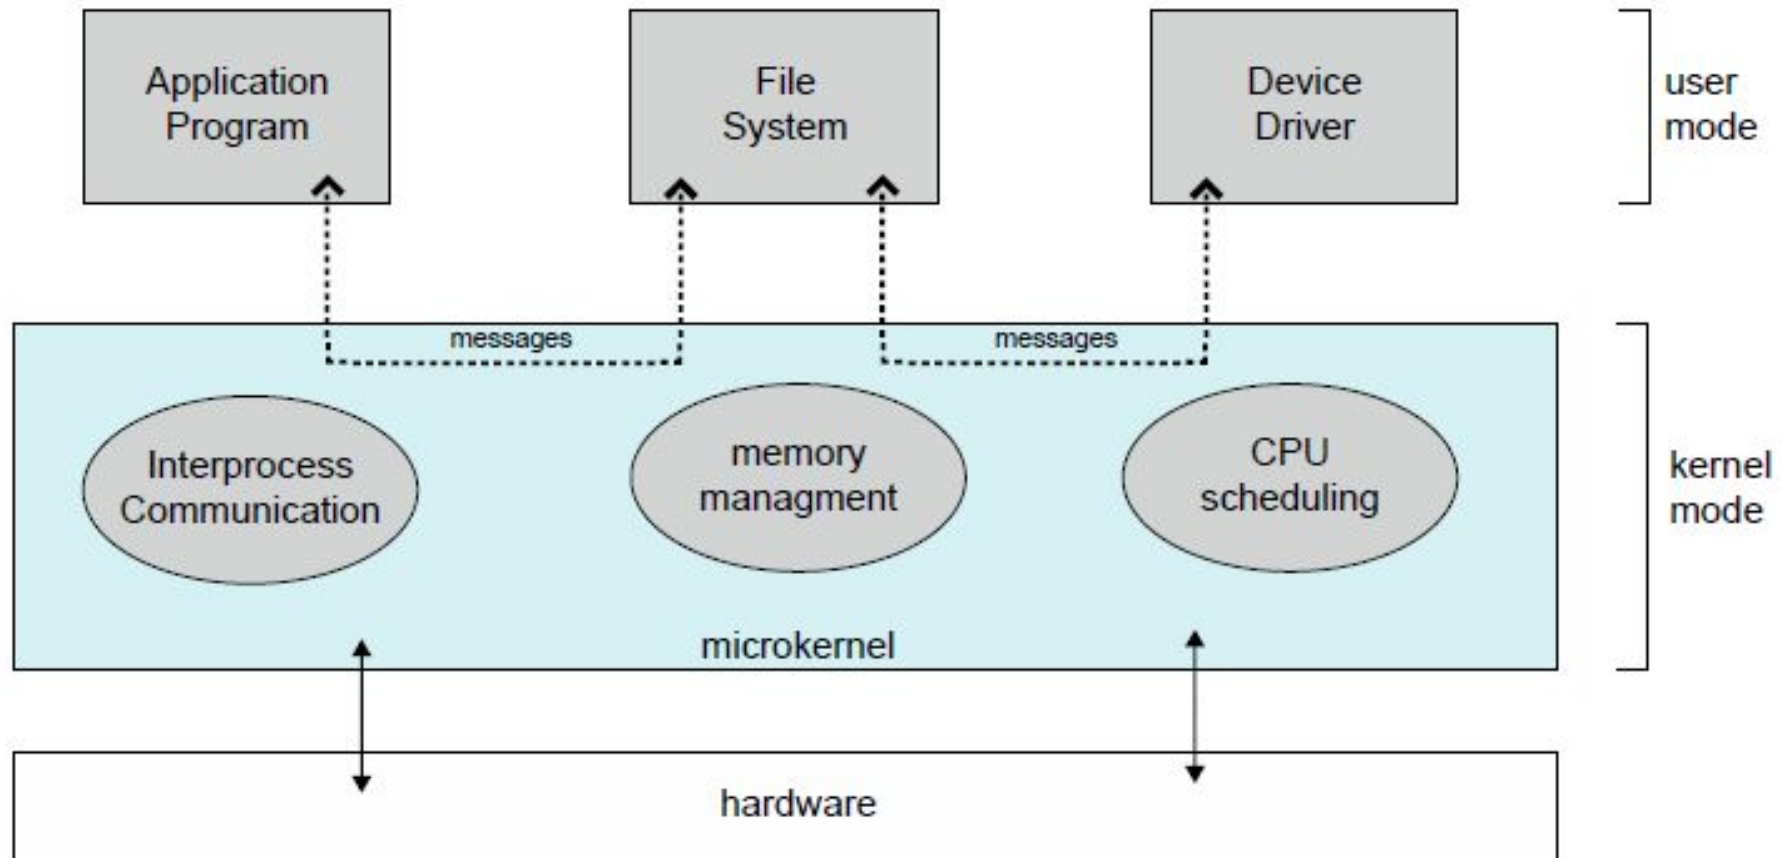 Application
Program
File
System
Device
Driver
user
mode
messages
messages
Interprocess
Communication
memory
managment
CPU
scheduling
kernel
mode
microkernel
hardware